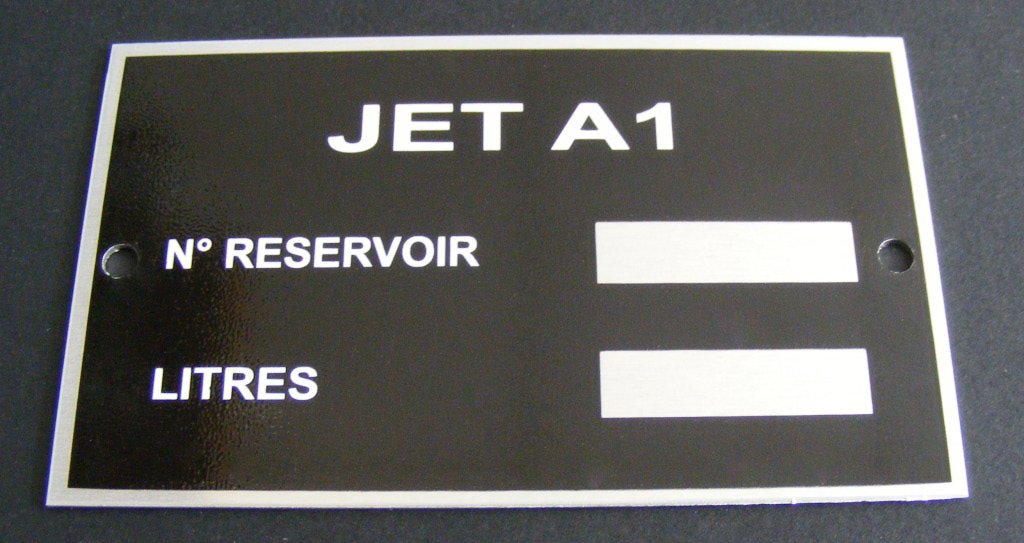 JET A1
N° RESERVOIR
LITRES